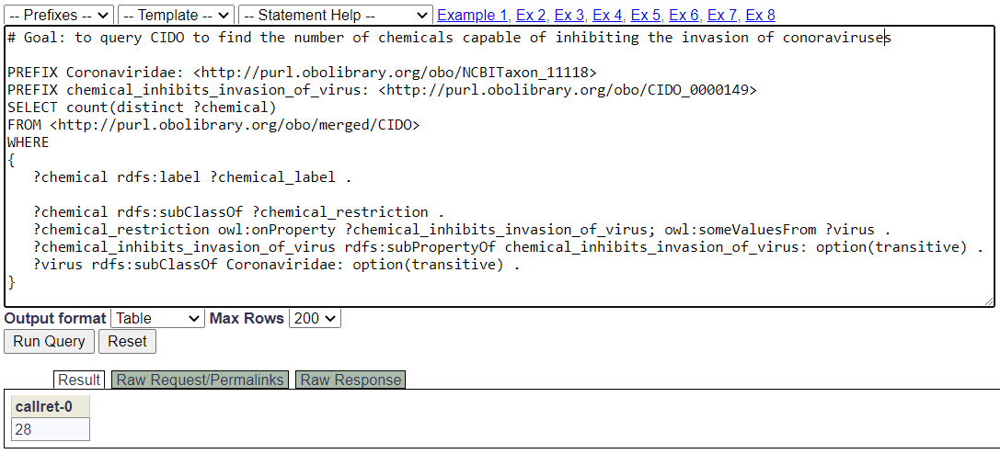 -- Prefixes -- -- Template -- -- Statement Help -- Example 1, Ex 2, Ex 3, Ex 4, Ex 5, Ex 6, Ex 7, Ex 8
# Goal: to query CIDO to find the number of chemicals capable of inhibiting the invasion of conoraviruses
PREFIX Coronaviridae: <http://purl.obolibrary.org/obo/NCBITaxon_11118>
PREFIX chemical_inhibits_invasion_of_virus: <http://purl.obolibrary.org/obo/CIDO_0000149>
SELECT count(distinct ?chemical)
FROM <http://purl.obolibrary.org/obo/merged/CIDO>
WHERE
{
?chemical rdfs:label ?chemical_label .
?chemical rdfs:subClassOf ?chemical_restriction .
?chemical_restriction owl:onProperty ?chemical_inhibits_invasion_of_virus; owl:someValuesFrom ?virus .
?chemical_inhibits_invasion_of_virus rdfs:subPropertyOf chemical_inhibits_invasion_of_virus: option(transitive) .
?virus rdfs:subClassOf Coronaviridae: option(transitive) .
}
Output format Table Max Rows 200
Run Query Reset
Result Raw Request/Permalinks Raw Response
callret-0
28